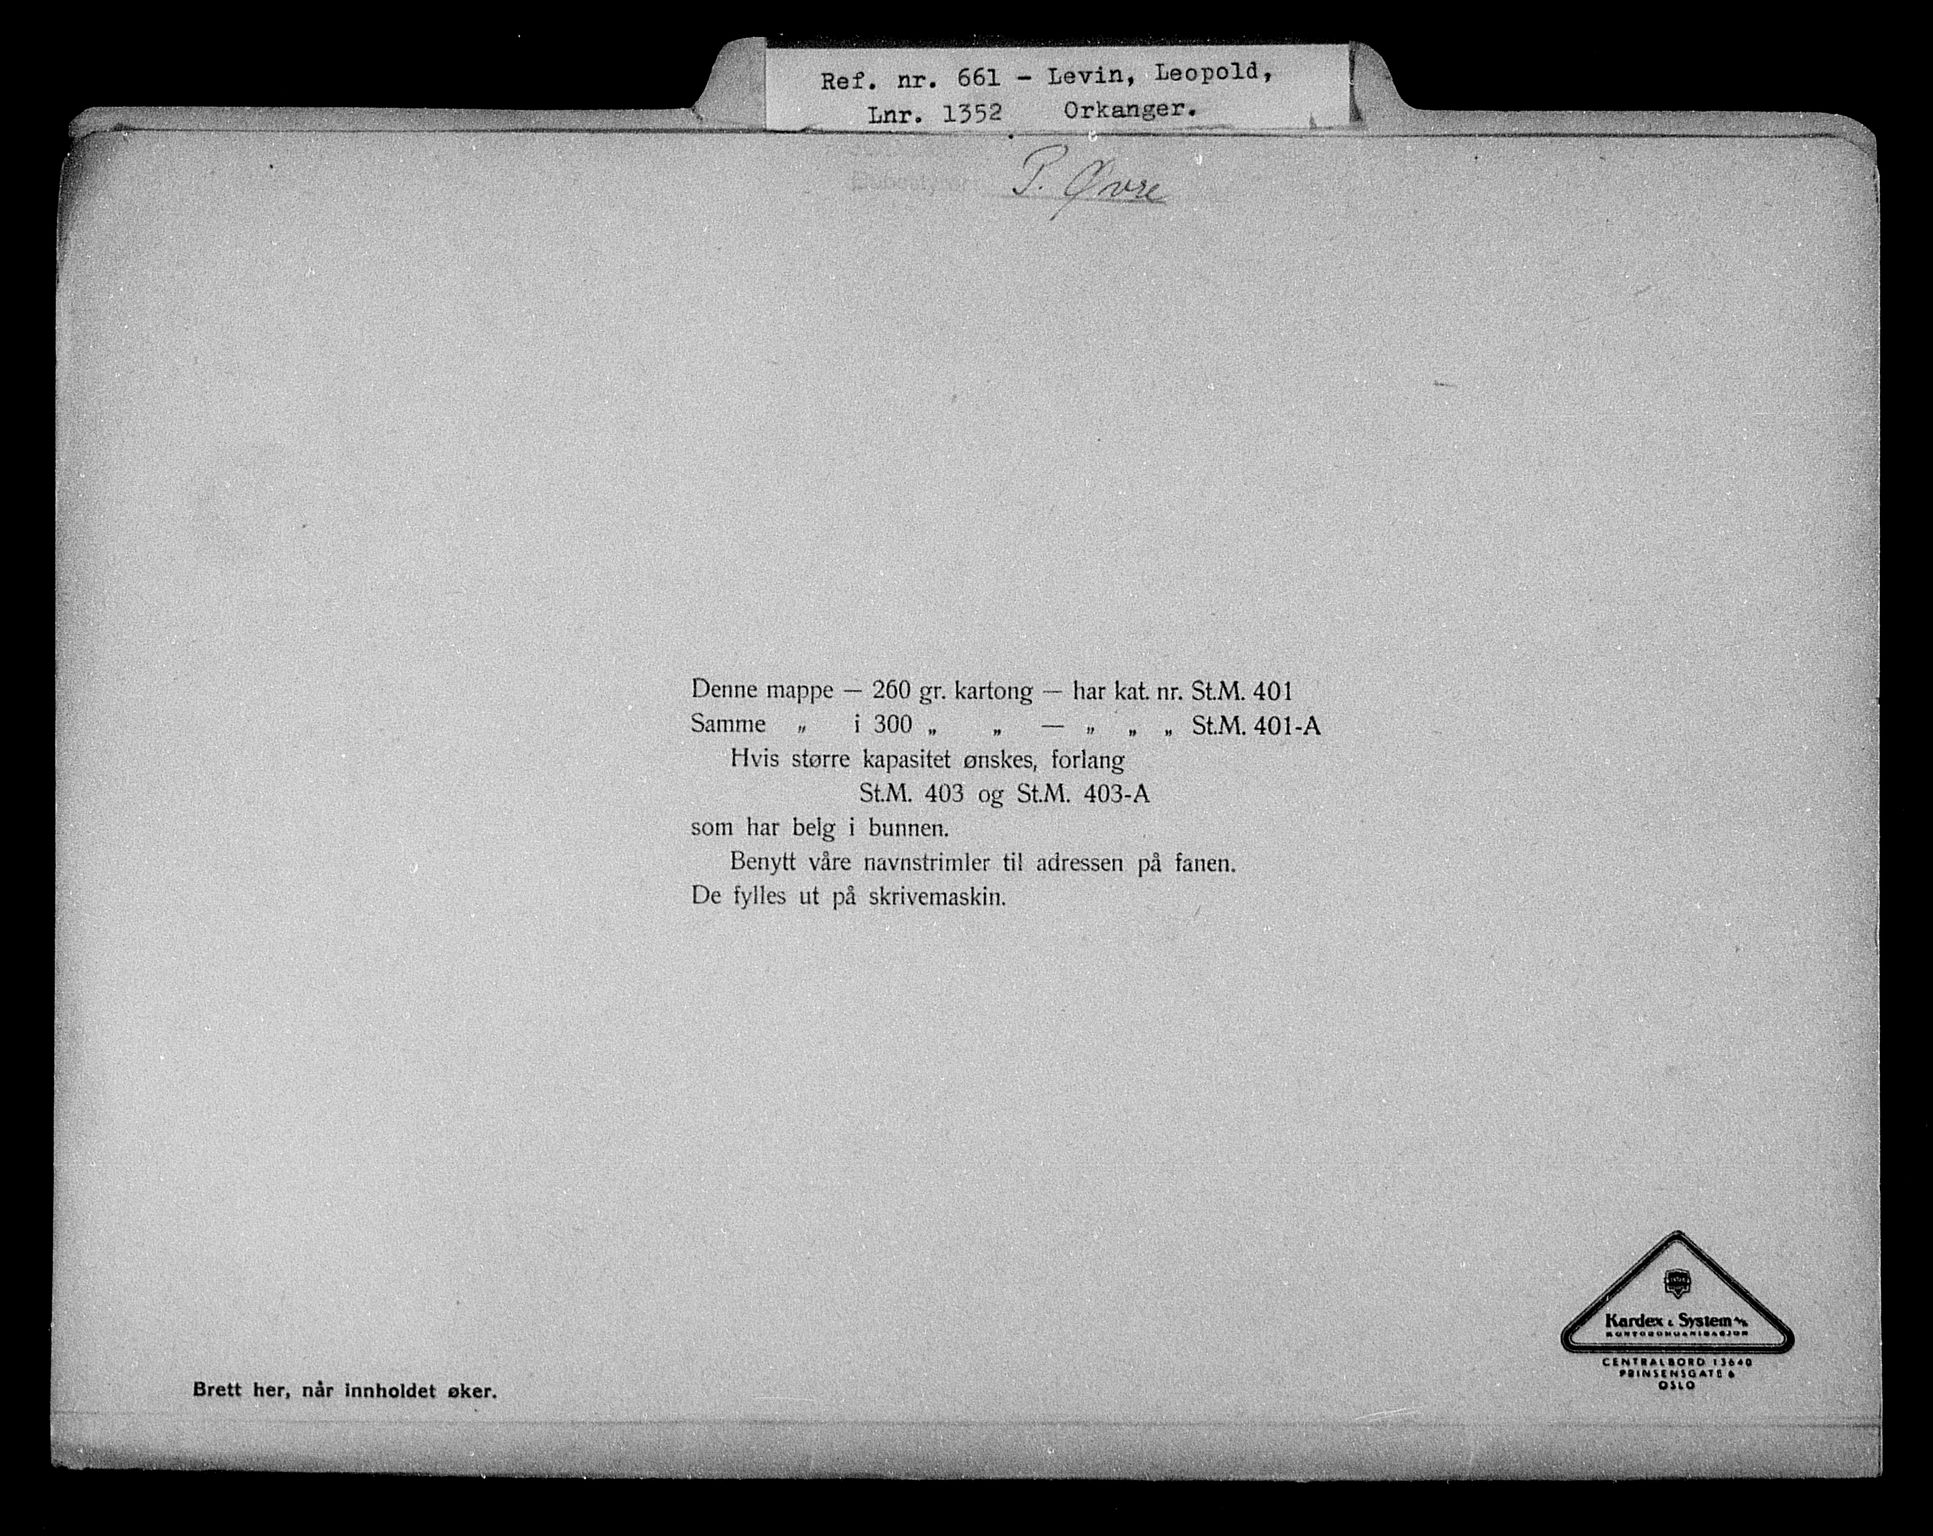 Ref. nr. 661 - Levin, Leopold,
Lnr. 1352 Orkanger.
P. Øvre
Denne mappe — 260 gr. kartong — har kat. nr. St.M. 401
Samme „ i 300 „ „ — „ „ „ St.M. 401-A
Hvis større kapasitet ønskes, forlang
St.M. 403 og St.M. 403-A
som har belg i bunnen.
Benytt våre navnstrimler til adressen på fanen.
De fylles ut på skrivemaskin.
Kardex & System A/S
KONTORORGANISASJON
CENTRALBORD 13640
PRINSENSGATE 6
OSLO
Brett her, når innholdet øker.